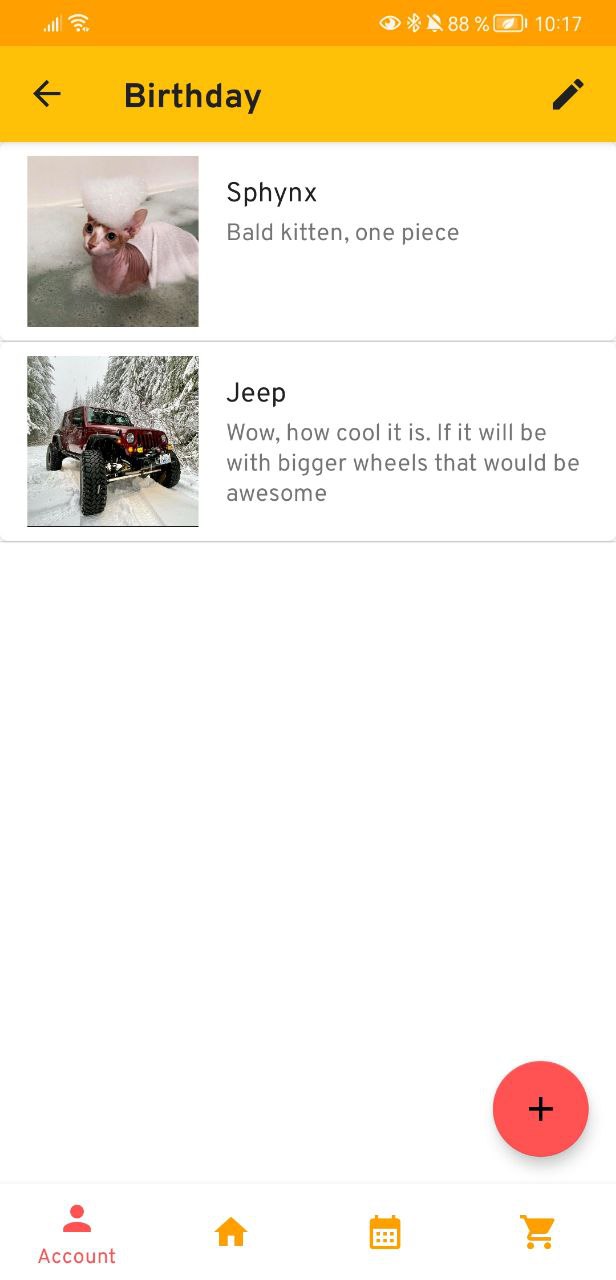 88 % 10:17
Birthday
Sphynx
Bald kitten, one piece
Jeep
Wow, how cool it is. If it will be
with bigger wheels that would be
awesome
Account